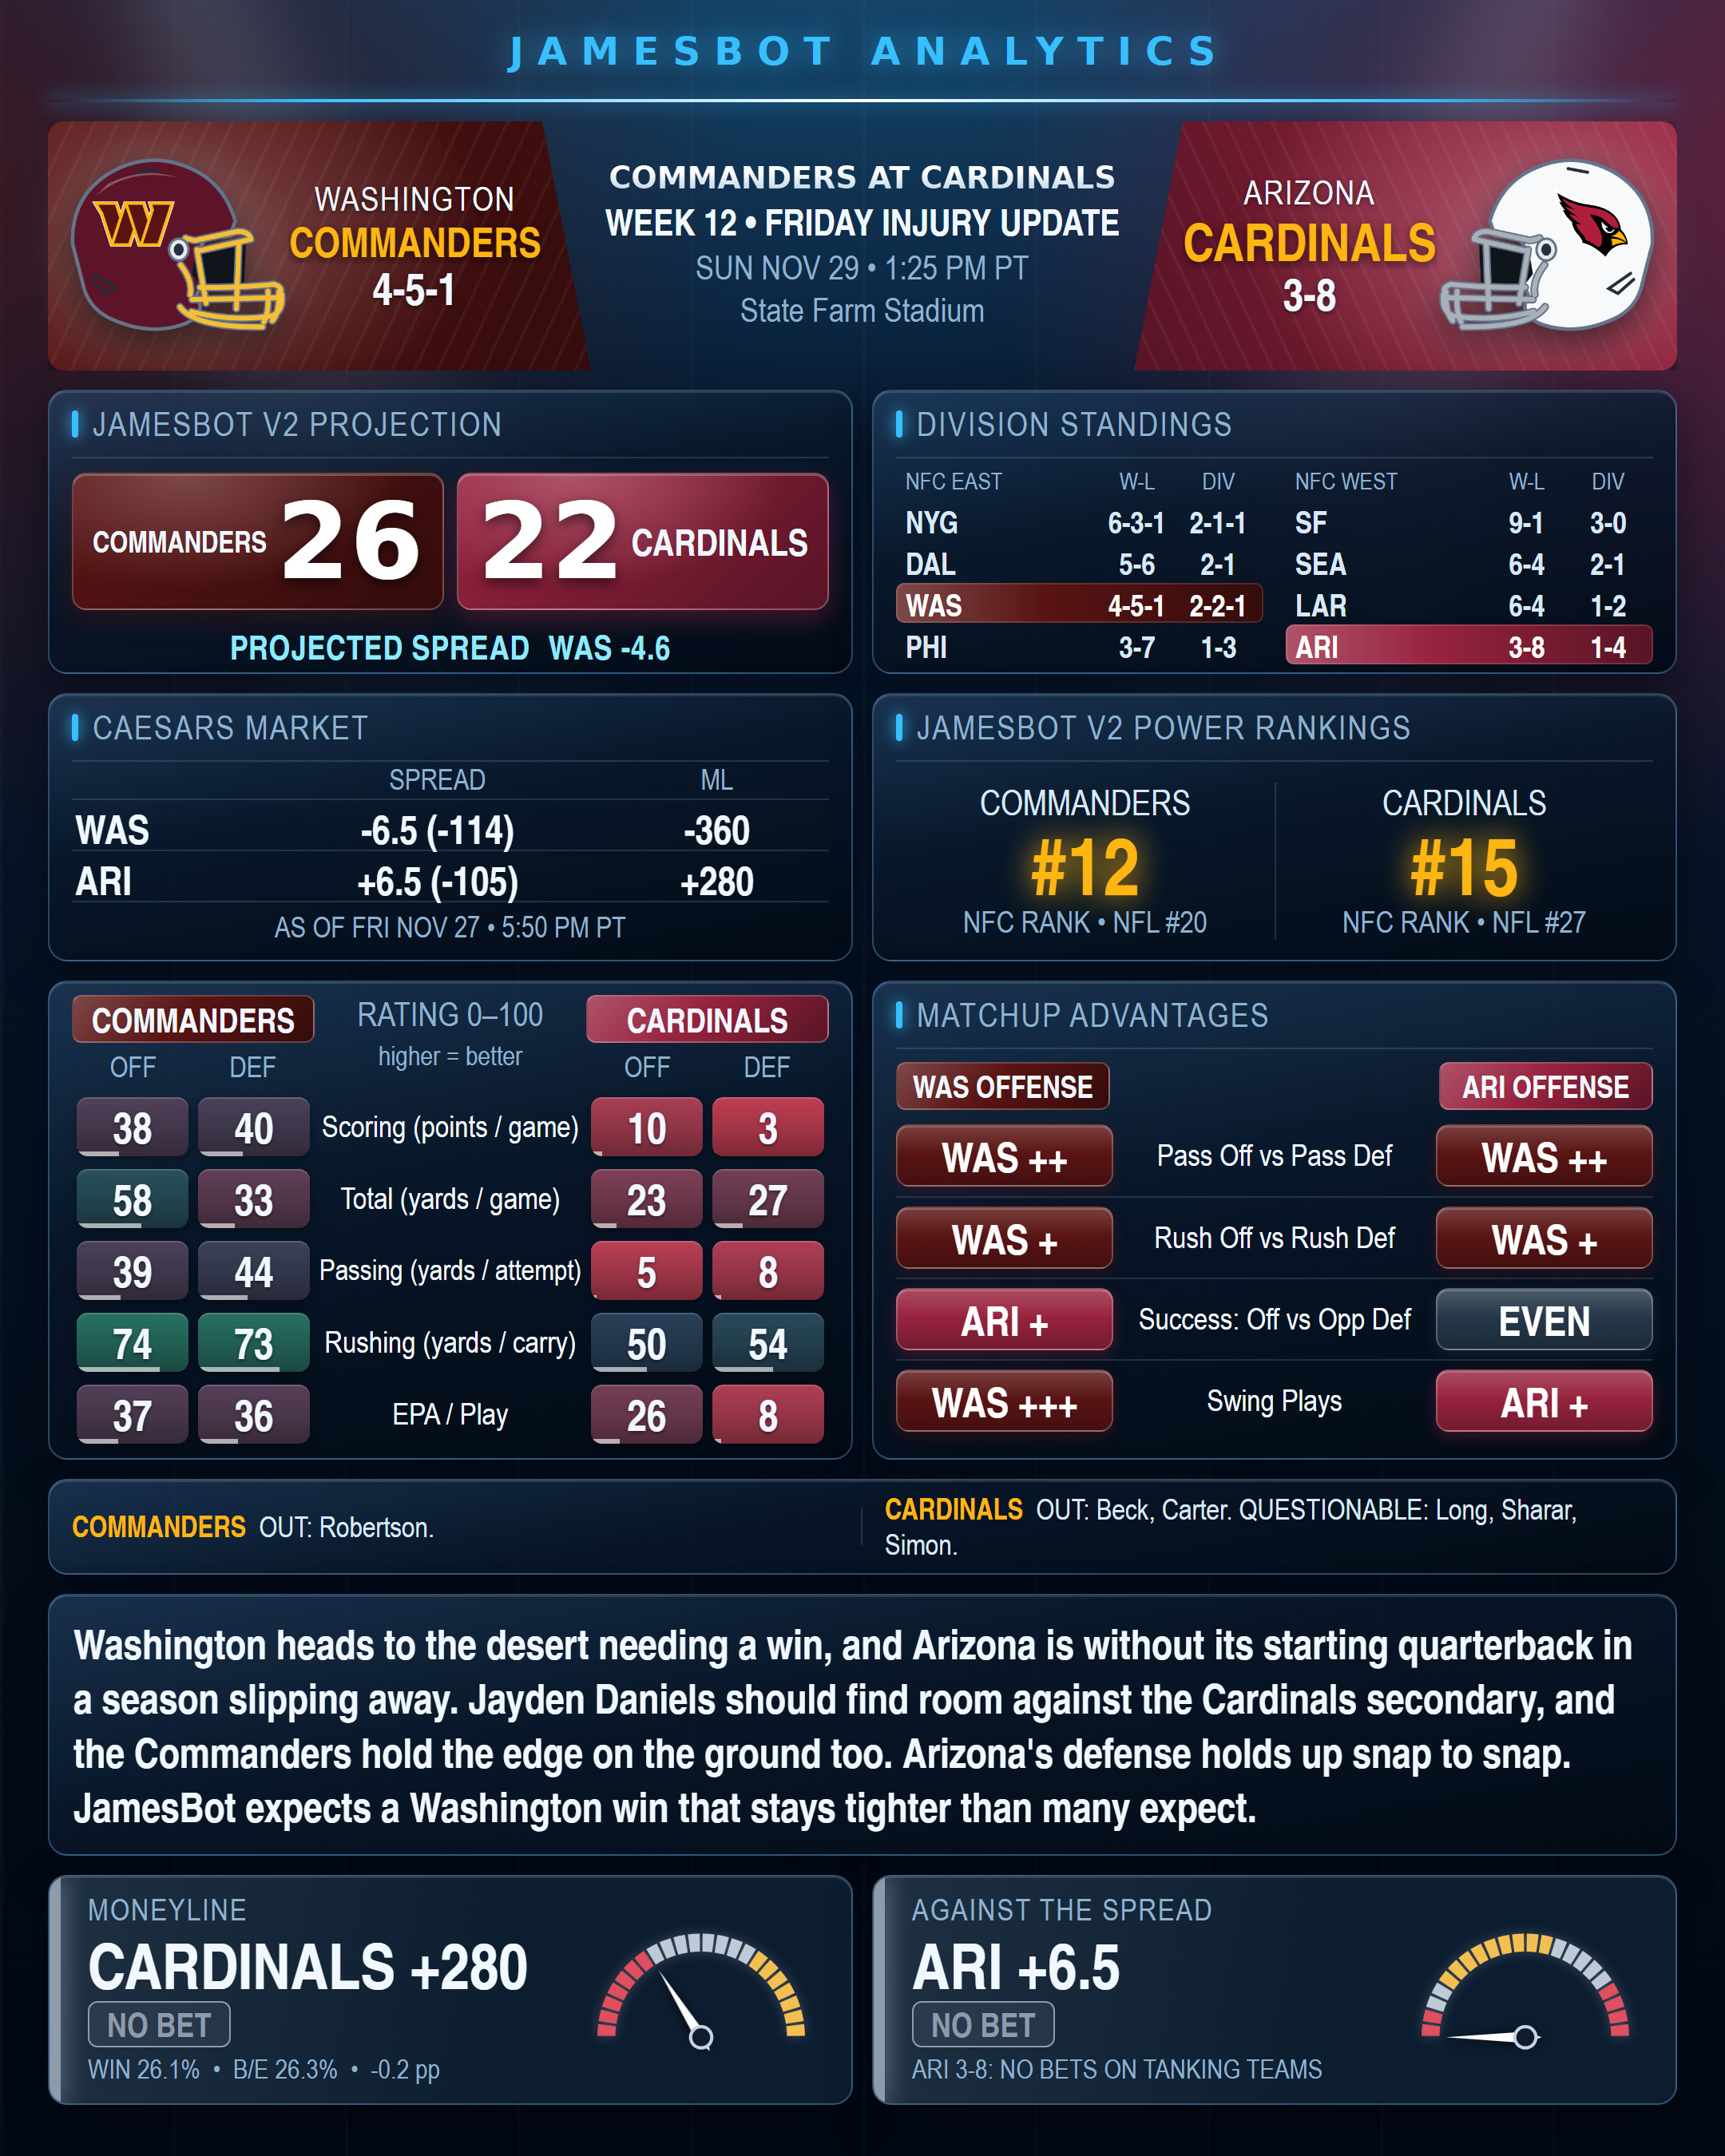 JAMESBOT ANALYTICS
WASHINGTON
COMMANDERS
4-5-1
COMMANDERS AT CARDINALS
WEEK 12 • FRIDAY INJURY UPDATE
SUN NOV 29 • 1:25 PM PT
State Farm Stadium
ARIZONA
CARDINALS
3-8
JAMESBOT V2 PROJECTION
COMMANDERS 26
22 CARDINALS
PROJECTED SPREAD WAS -4.6
DIVISION STANDINGS
NFC EAST W-L DIV
NYG 6-3-1 2-1-1
DAL 5-6 2-1
WAS 4-5-1 2-2-1
PHI 3-7 1-3
NFC WEST W-L DIV
SF 9-1 3-0
SEA 6-4 2-1
LAR 6-4 1-2
ARI 3-8 1-4
CAESARS MARKET
SPREAD ML
WAS -6.5 (-114) -360
ARI +6.5 (-105) +280
AS OF FRI NOV 27 • 5:50 PM PT
JAMESBOT V2 POWER RANKINGS
COMMANDERS
#12
NFC RANK • NFL #20
CARDINALS
#15
NFC RANK • NFL #27
COMMANDERS RATING 0–100 CARDINALS
OFF DEF higher = better OFF DEF
38 40 Scoring (points / game) 10 3
58 33 Total (yards / game) 23 27
39 44 Passing (yards / attempt) 5 8
74 73 Rushing (yards / carry) 50 54
37 36 EPA / Play 26 8
MATCHUP ADVANTAGES
WAS OFFENSE ARI OFFENSE
WAS ++ Pass Off vs Pass Def WAS ++
WAS + Rush Off vs Rush Def WAS +
ARI + Success: Off vs Opp Def EVEN
WAS +++ Swing Plays ARI +
COMMANDERS OUT: Robertson.
CARDINALS OUT: Beck, Carter. QUESTIONABLE: Long, Sharar,
Simon.
Washington heads to the desert needing a win, and Arizona is without its starting quarterback in
a season slipping away. Jayden Daniels should find room against the Cardinals secondary, and
the Commanders hold the edge on the ground too. Arizona's defense holds up snap to snap.
JamesBot expects a Washington win that stays tighter than many expect.
MONEYLINE
CARDINALS +280
NO BET
WIN 26.1% • B/E 26.3% • -0.2 pp
AGAINST THE SPREAD
ARI +6.5
NO BET
ARI 3-8: NO BETS ON TANKING TEAMS